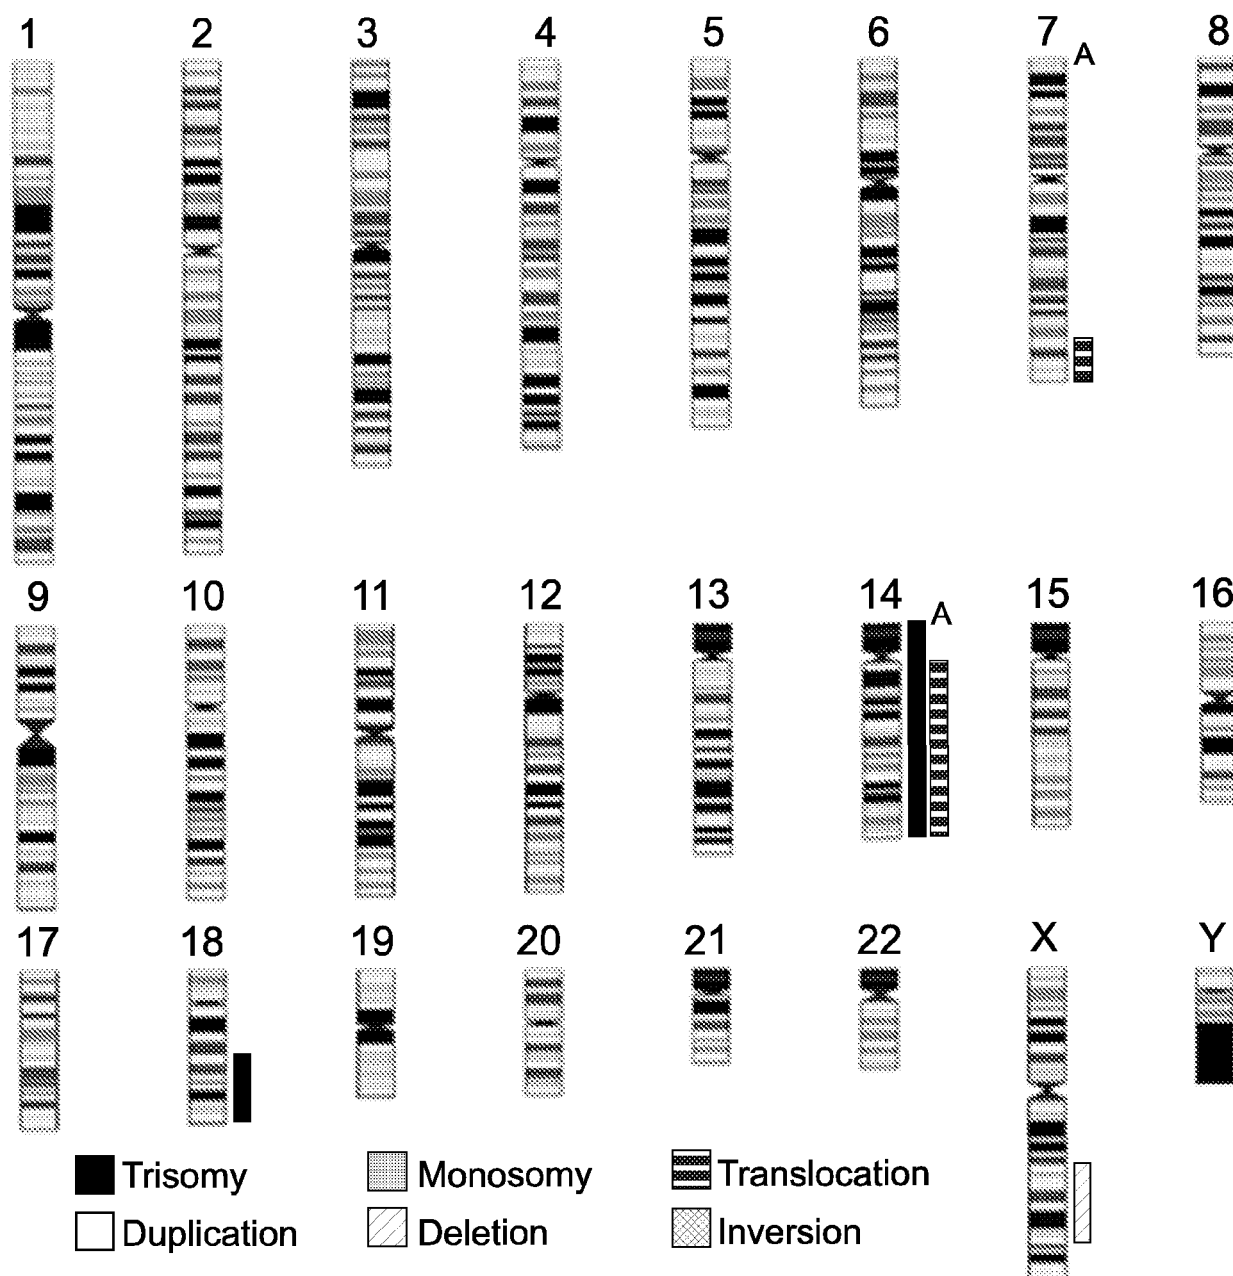 1 2 3 4 5 6 7 A 8
9 10 11 12 13 14 A 15 16
17 18 19 20 21 22 X Y
Trisomy Monosomy Translocation
Duplication Deletion Inversion